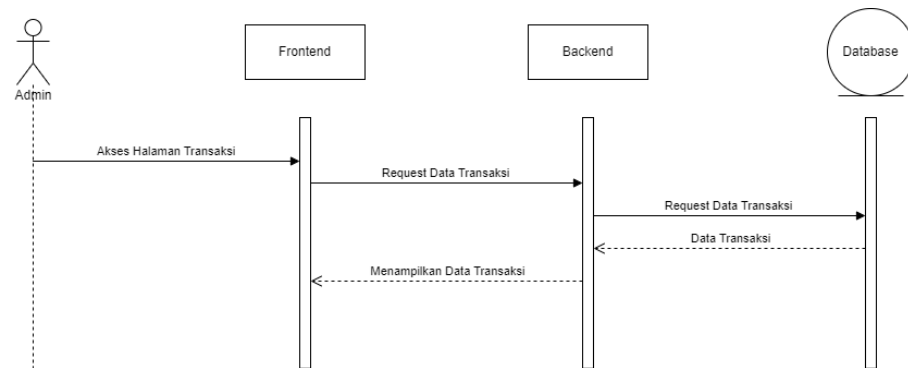 Frontend
Backend
Database
Admin
Akses Halaman Transaksi
Request Data Transaksi
Request Data Transaksi
Data Transaksi
Menampilkan Data Transaksi